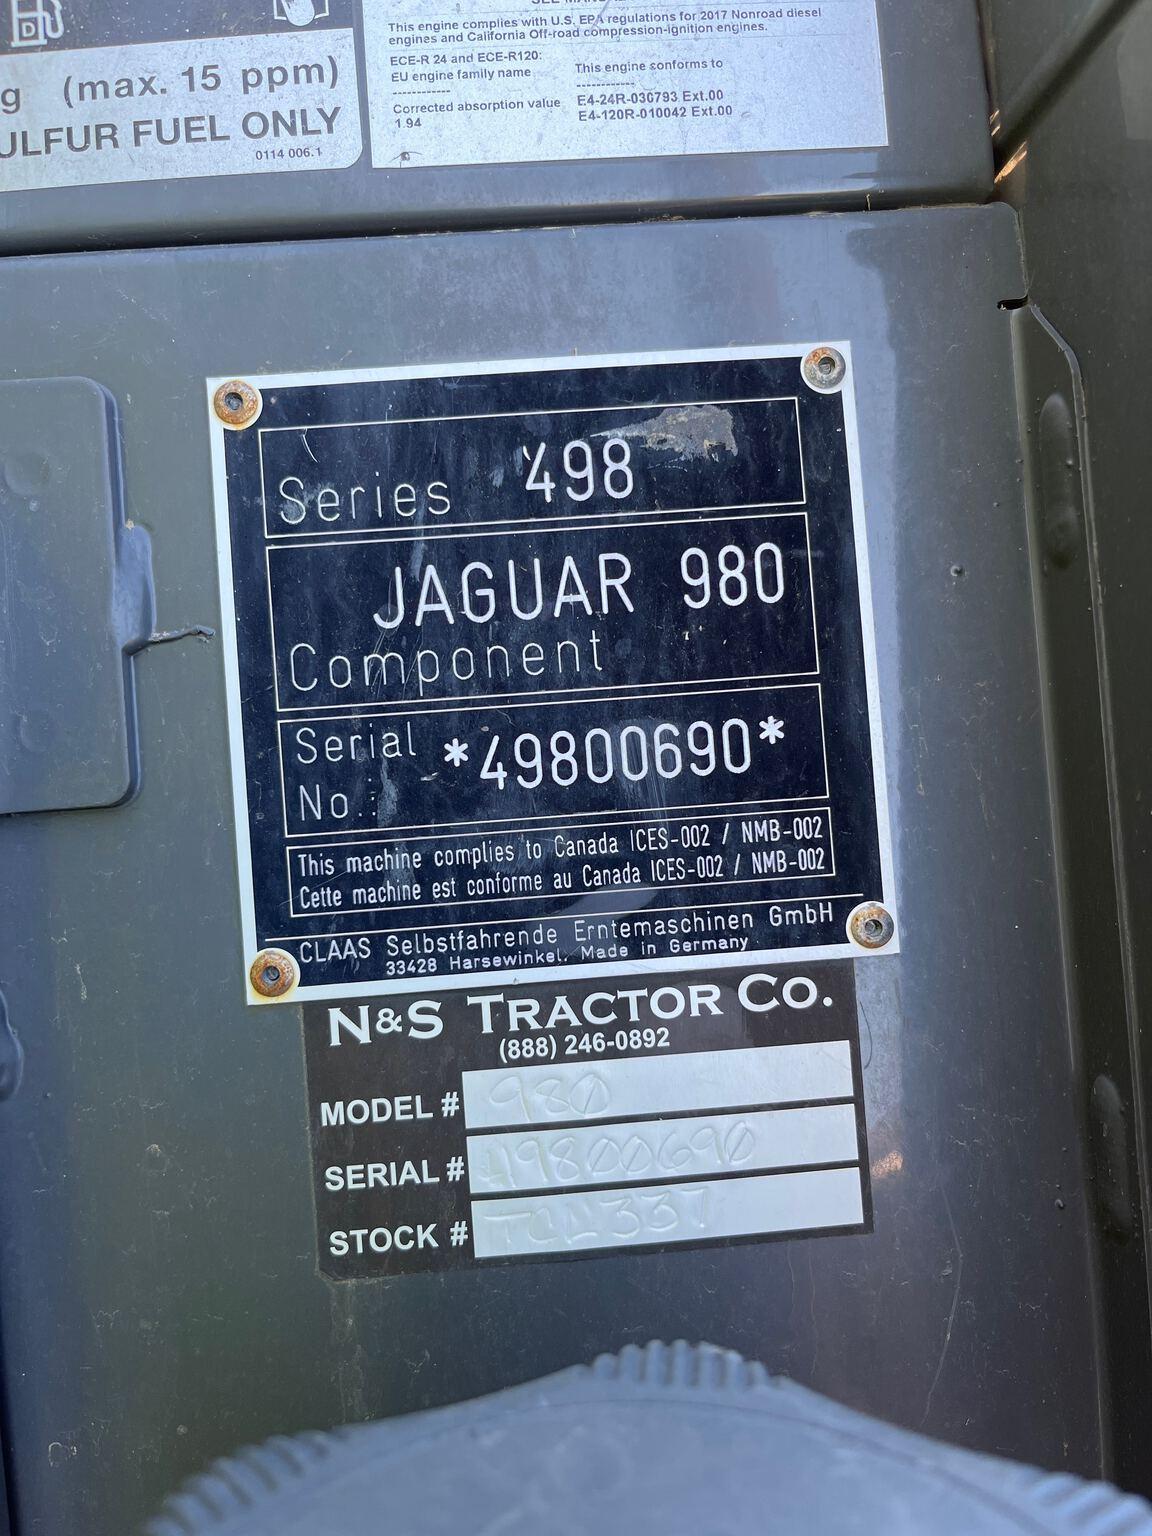 g (max. 15 ppm)
ULFUR FUEL ONLY
0114 006.1
This engine complies with U.S. EPA regulations for 2017 Nonroad diesel
engines and California Off-road compression-ignition engines.
ECE-R 24 and ECE-R120:
EU engine family name
------------
Corrected absorption value
1.94
This engine conforms to
------------
E4-24R-030793 Ext.00
E4-120R-010042 Ext.00
Series 498
JAGUAR 980
Component
Serial
No.: *49800690*
This machine complies to Canada ICES-002 / NMB-002
Cette machine est conforme au Canada ICES-002 / NMB-002
CLAAS Selbstfahrende Erntemaschinen GmbH
33428 Harsewinkel. Made in Germany
N&S TRACTOR CO.
(888) 246-0892
MODEL # 980
SERIAL # 49800690
STOCK #